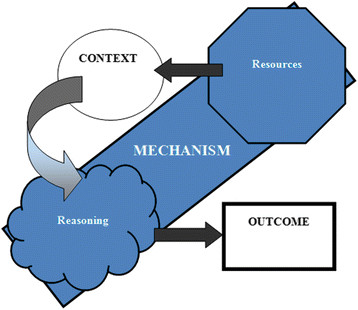 CONTEXT
Resources
MECHANISM
Reasoning
OUTCOME